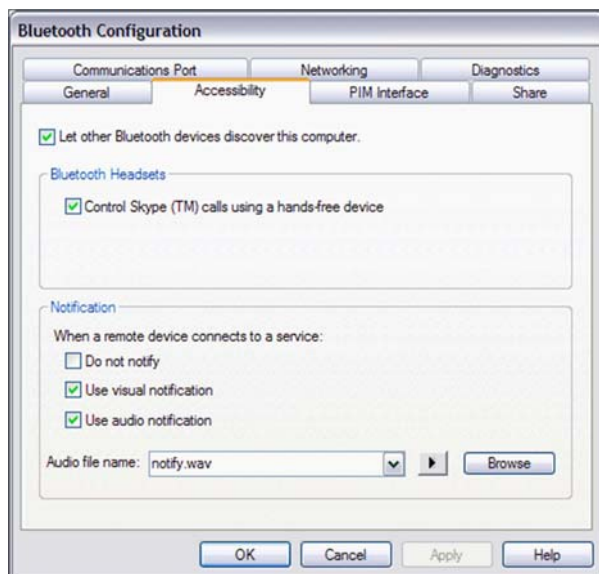 Bluetooth Configuration
Communications Port Networking Diagnostics
General Accessibility PIM Interface Share
Let other Bluetooth devices discover this computer.
Bluetooth Headsets
Control Skype (TM) calls using a hands-free device
Notification
When a remote device connects to a service:
Do not notify
Use visual notification
Use audio notification
Audio file name: notify.wav Browse
OK Cancel Apply Help